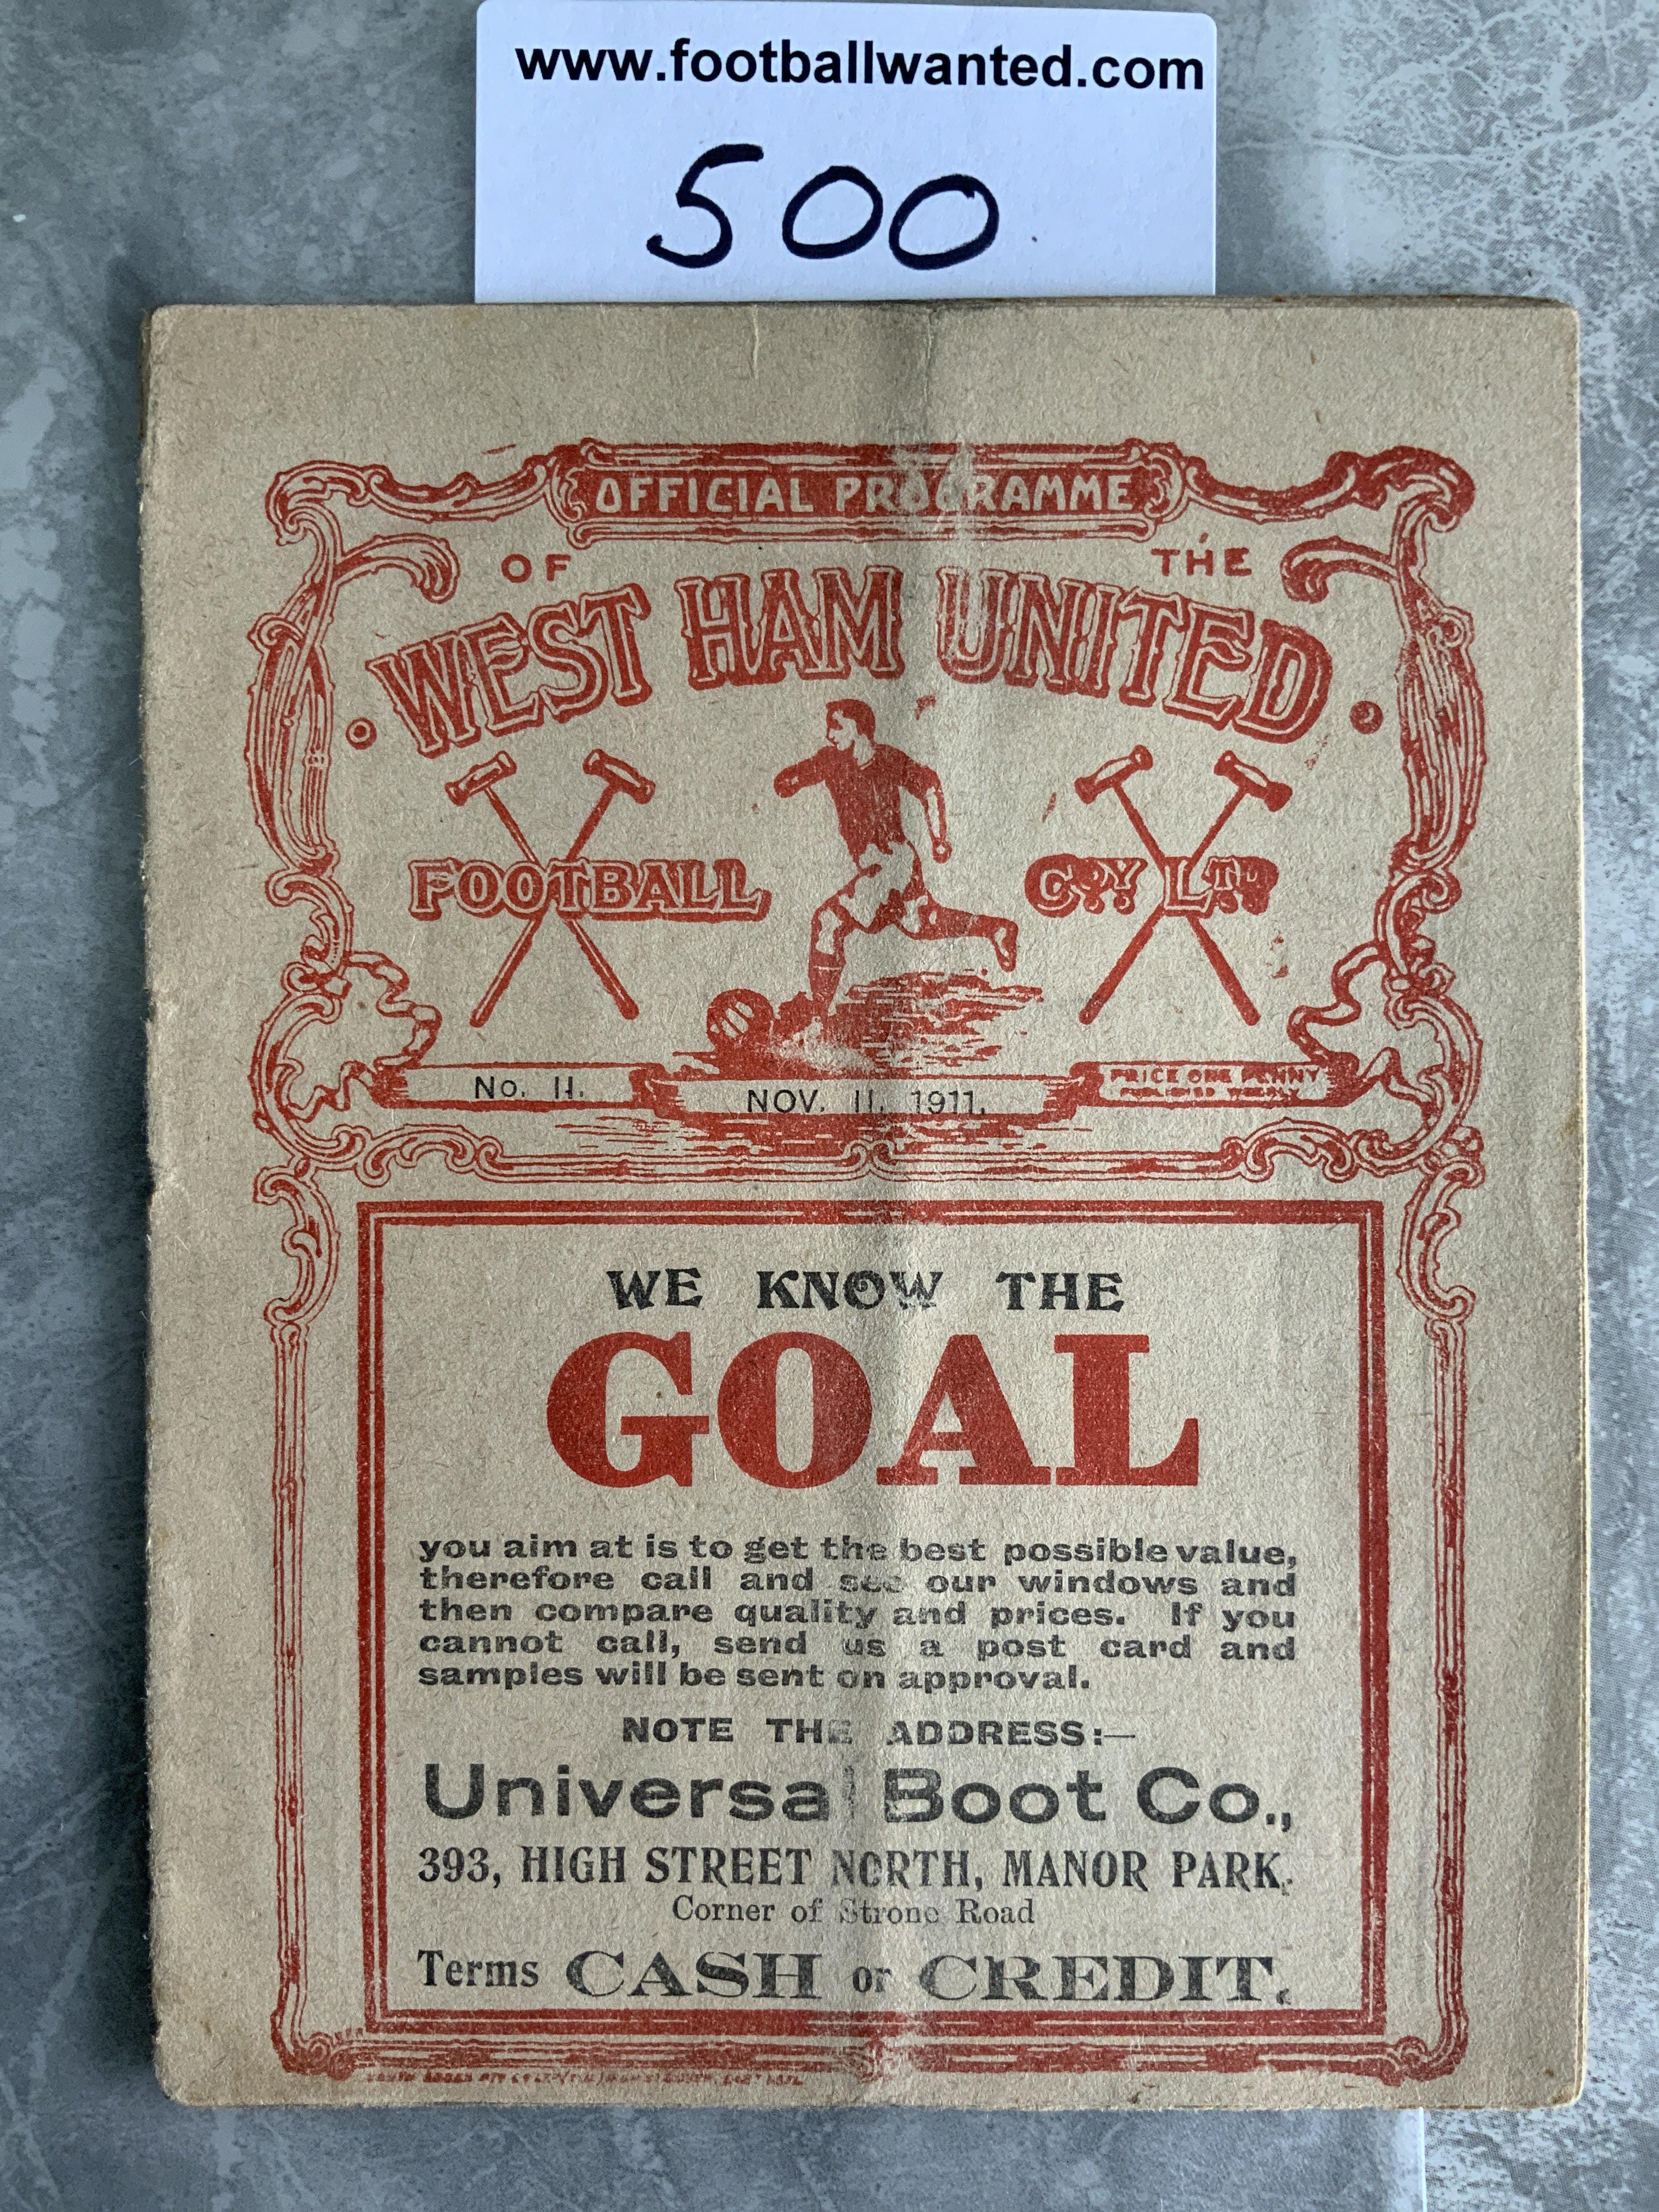 www.footballwanted.com
500
OFFICIAL PROGRAMME
OF THE
WEST HAM UNITED
FOOTBALL COY LTD
No. 11. NOV. 11. 1911. PRICE ONE PENNY
WE KNOW THE
GOAL
you aim at is to get the best possible value,
therefore call and see our windows and
then compare quality and prices. If you
cannot call, send us a post card and
samples will be sent on approval.
NOTE THE ADDRESS:—
Universal Boot Co.,
393, HIGH STREET NORTH, MANOR PARK,
Corner of Strone Road
Terms CASH or CREDIT.